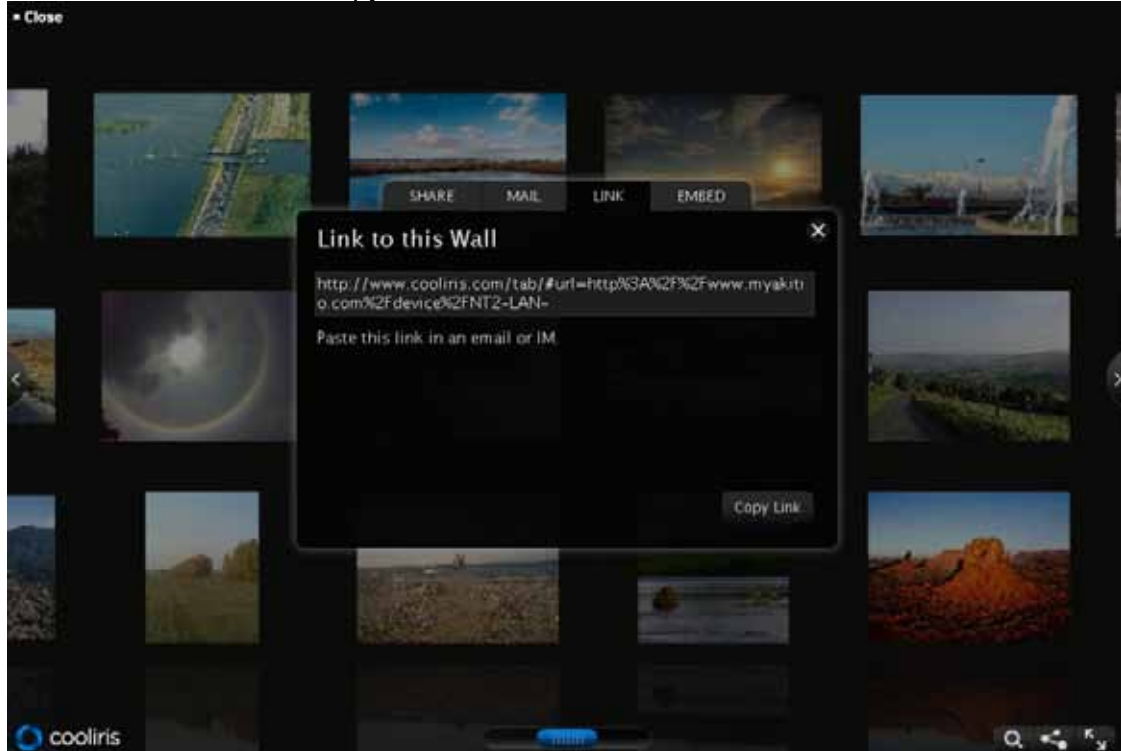 Close
SHARE MAIL LINK EMBED
Link to this Wall
http://www.cooliris.com/tab/#url=http%3A%2F%2Fwww.myakiti
o.com%2Fdevice%2FNT2-LAN-
Paste this link in an email or IM.
Copy Link
cooliris